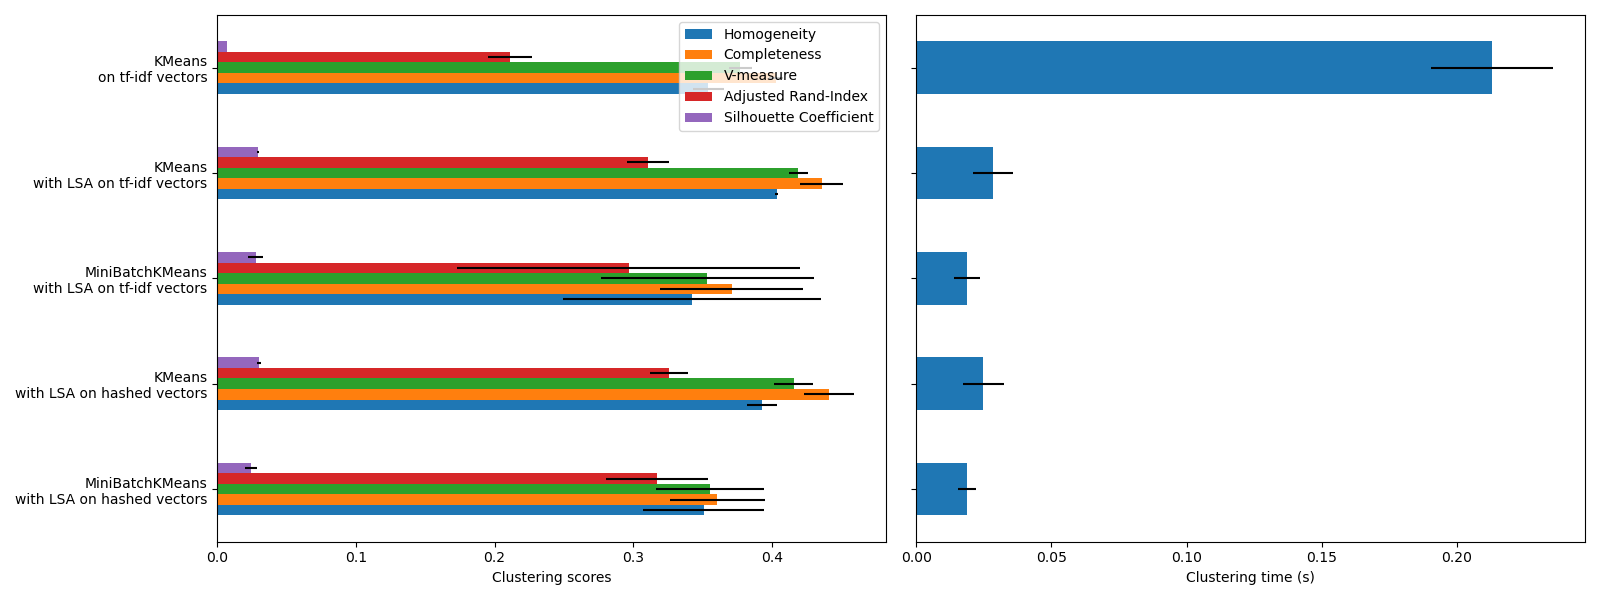 KMeans
on tf-idf vectors
KMeans
with LSA on tf-idf vectors
MiniBatchKMeans
with LSA on tf-idf vectors
KMeans
with LSA on hashed vectors
MiniBatchKMeans
with LSA on hashed vectors
Homogeneity
Completeness
V-measure
Adjusted Rand-Index
Silhouette Coefficient
0.0 0.1 0.2 0.3 0.4
Clustering scores
0.00 0.05 0.10 0.15 0.20
Clustering time (s)